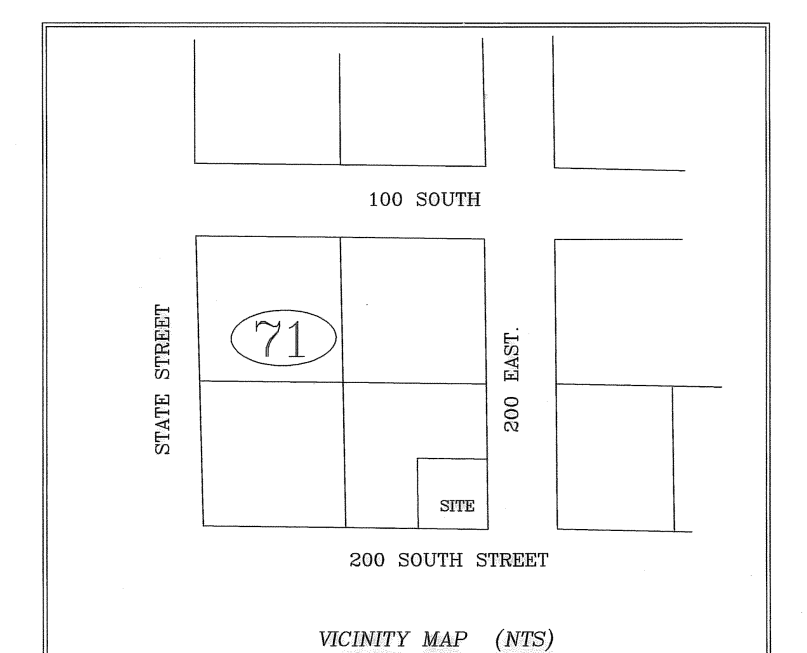 100 SOUTH
STATE STREET
71
200 EAST.
SITE
200 SOUTH STREET
VICINITY MAP (NTS)